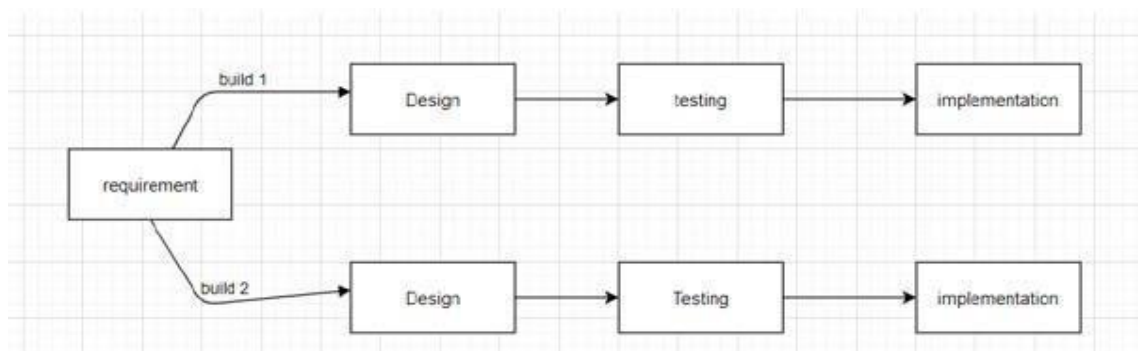 build 1
Design
testing
implementation
requirement
build 2
Design
Testing
implementation